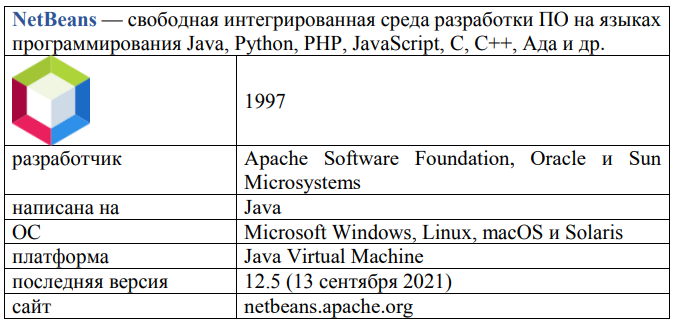 NetBeans — свободная интегрированная среда разработки ПО на языках
программирования Java, Python, PHP, JavaScript, C, C++, Ада и др.
1997
разработчик
Apache Software Foundation, Oracle и Sun
Microsystems
написана на
Java
ОС
Microsoft Windows, Linux, macOS и Solaris
платформа
Java Virtual Machine
последняя версия
12.5 (13 сентября 2021)
сайт
netbeans.apache.org